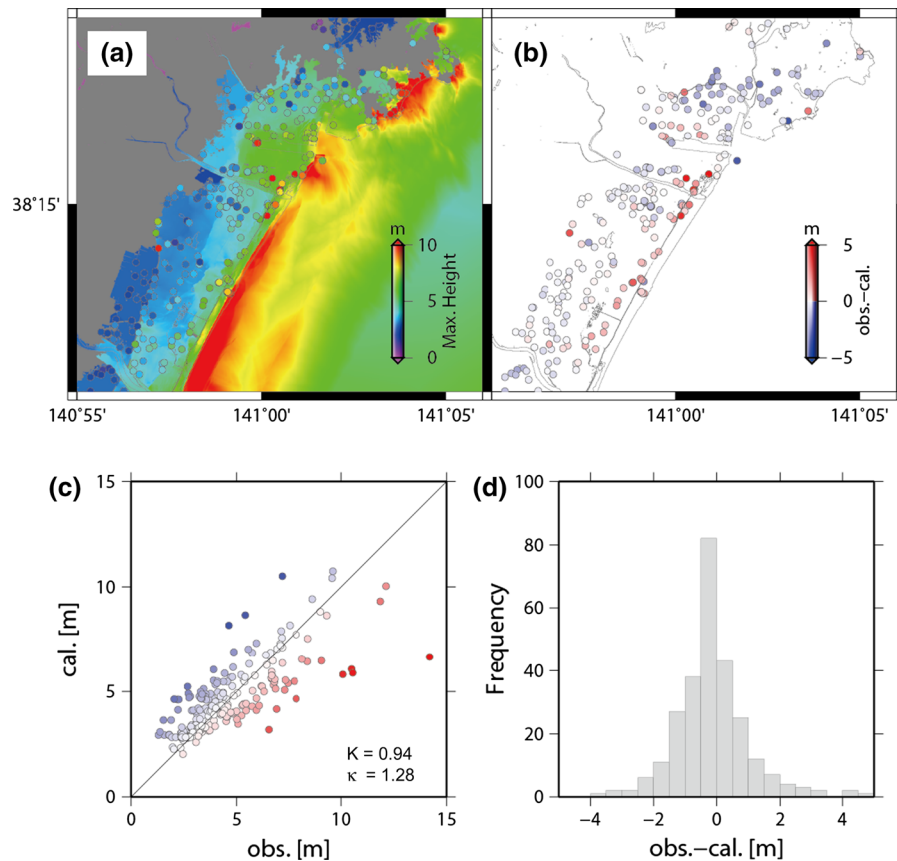 (a)
(b)
38°15'
m
10
5
0
Max. Height
m
5
0
−5
obs.−cal.
140°55'
141°00'
141°05'
141°00'
141°05'
(c)
15
10
5
0
cal. [m]
K = 0.94
κ = 1.28
0
5
10
15
obs. [m]
(d)
100
80
60
40
20
0
Frequency
−4
−2
0
2
4
obs.−cal. [m]